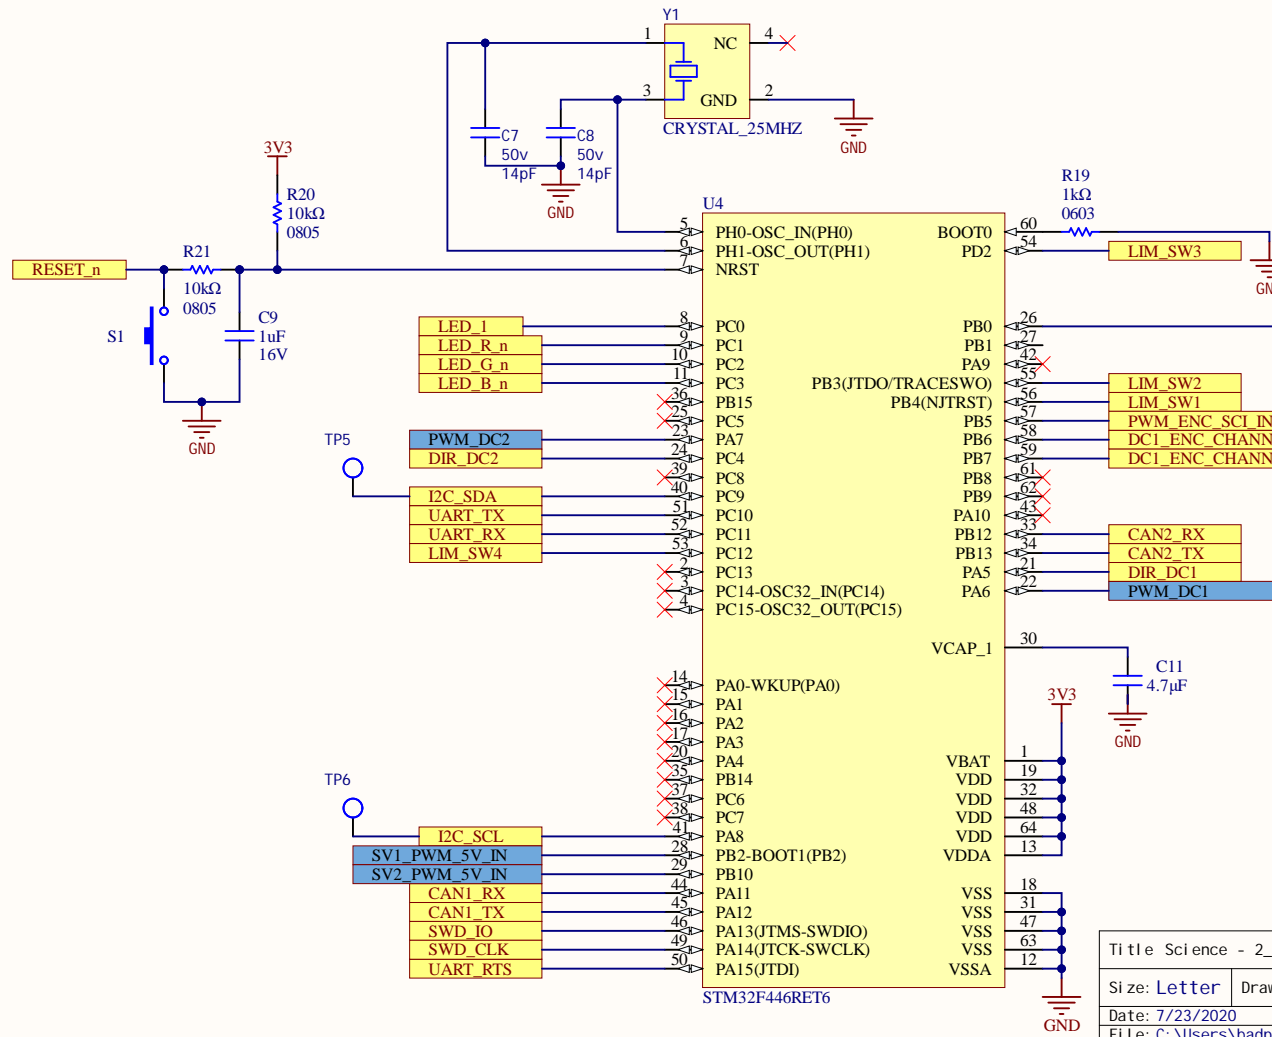 Y1
1
NC
4
3
GND
2
CRYSTAL_25MHZ
GND
C7
50v
14pF
C8
50v
14pF
GND
3V3
R20
10kΩ
0805
R21
10kΩ
0805
RESET_n
S1
C9
1uF
16V
GND
R19
1kΩ
0603
U4
5 PH0-OSC_IN(PH0)
6 PH1-OSC_OUT(PH1)
7 NRST
LED_1 8 PC0
LED_R_n 9 PC1
LED_G_n 10 PC2
LED_B_n 11 PC3
36 PB15
25 PC5
PWM_DC2 23 PA7
DIR_DC2 24 PC4
39 PC8
TP5
I2C_SDA 40 PC9
UART_TX 51 PC10
UART_RX 52 PC11
LIM_SW4 53 PC12
2 PC13
3 PC14-OSC32_IN(PC14)
4 PC15-OSC32_OUT(PC15)
14 PA0-WKUP(PA0)
15 PA1
16 PA2
17 PA3
20 PA4
35 PB14
37 PC6
38 PC7
TP6
I2C_SCL 41 PA8
SV1_PWM_5V_IN 28 PB2-BOOT1(PB2)
SV2_PWM_5V_IN 29 PB10
CAN1_RX 44 PA11
CAN1_TX 45 PA12
SWD_IO 46 PA13(JTMS-SWDIO)
SWD_CLK 49 PA14(JTCK-SWCLK)
UART_RTS 50 PA15(JTDI)
STM32F446RET6
BOOT0 60
PD2 54 LIM_SW3
GN
PB0 26
PB1 27
PA9 42
PB3(JTDO/TRACESWO) 55 LIM_SW2
PB4(NJTRST) 56 LIM_SW1
PB5 57 PWM_ENC_SCI_IN
PB6 58 DC1_ENC_CHANN
PB7 59 DC1_ENC_CHANN
PB8 61
PB9 62
PA10 43
PB12 33 CAN2_RX
PB13 34 CAN2_TX
PA5 21 DIR_DC1
PA6 22 PWM_DC1
VCAP_1 30
C11
4.7µF
GND
3V3
VBAT 1
VDD 19
VDD 32
VDD 48
VDD 64
VDDA 13
VSS 18
VSS 31
VSS 47
VSS 63
VSSA 12
GND
Title Science - 2_
Size: Letter Draw
Date: 7/23/2020
File: C:\Users\badp